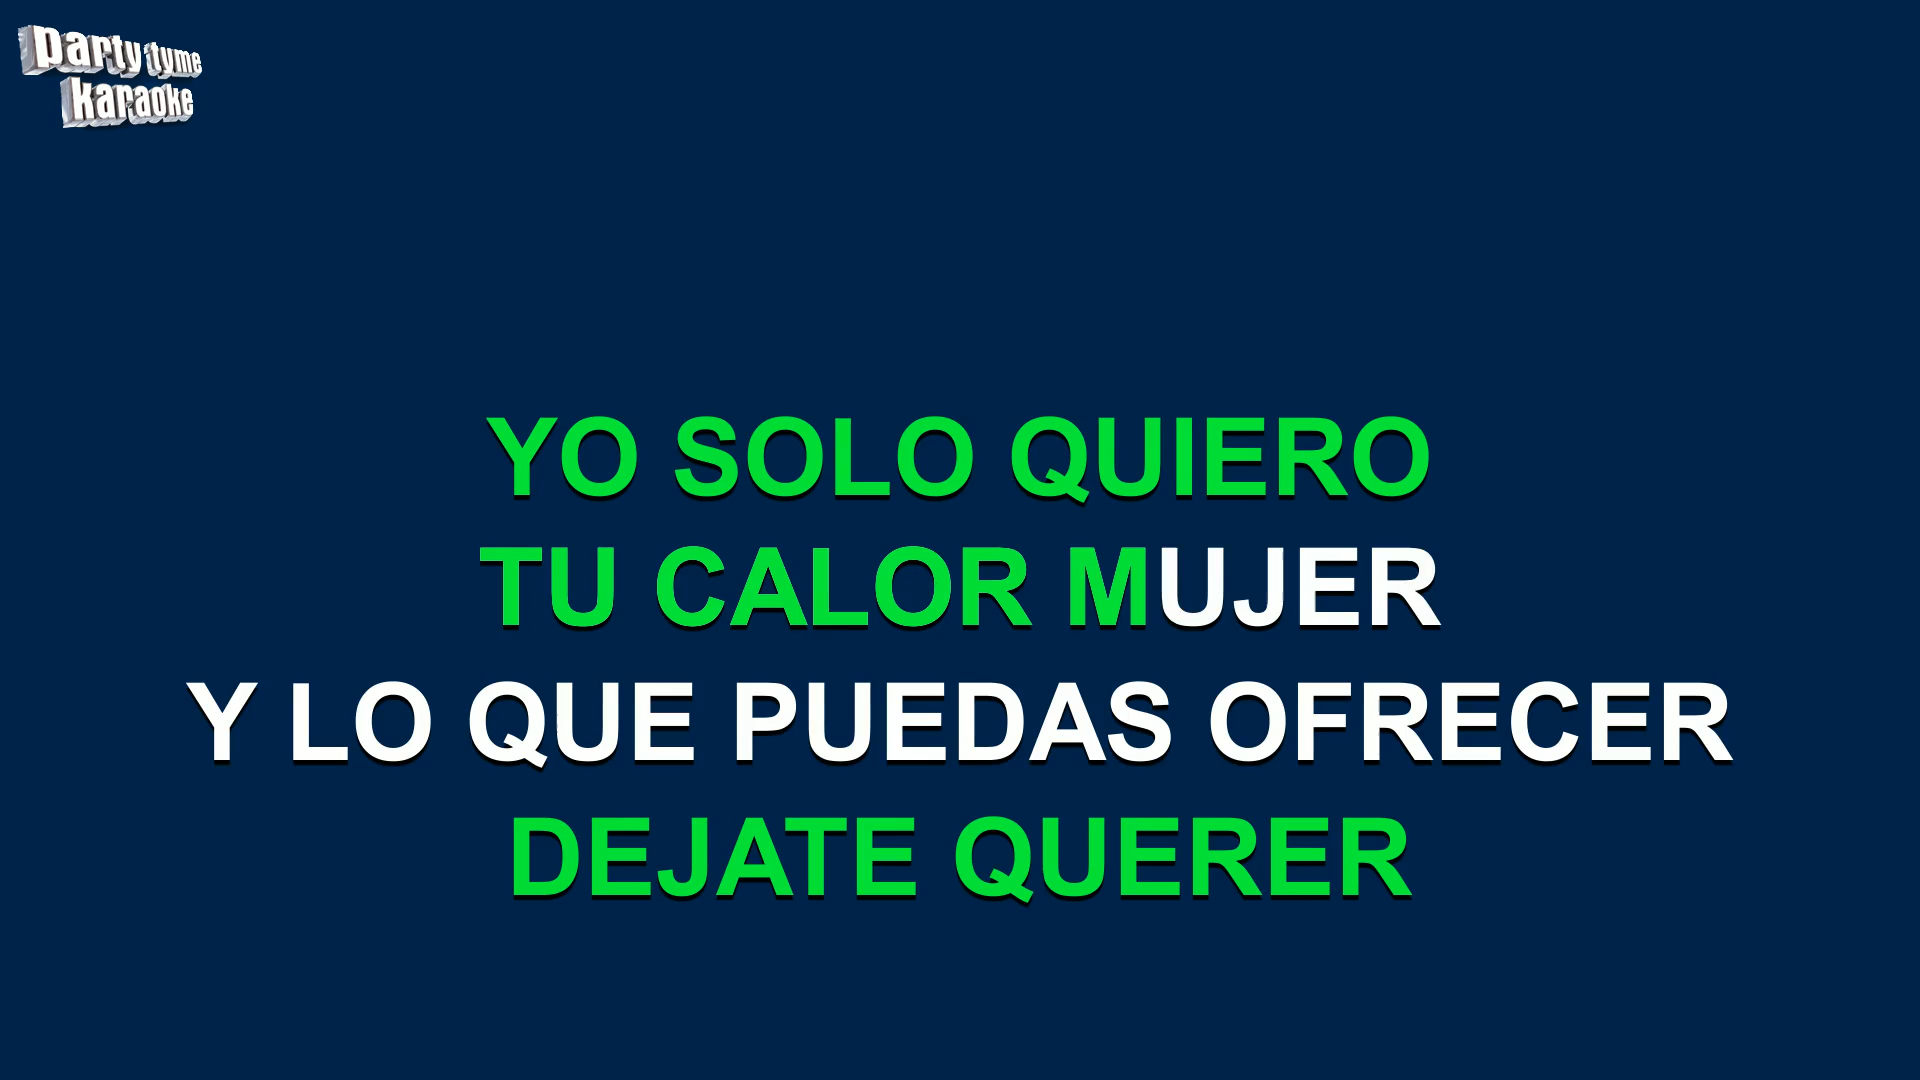 party tyme
karaoke
YO SOLO QUIERO
TU CALOR MUJER
Y LO QUE PUEDAS OFRECER
DEJATE QUERER